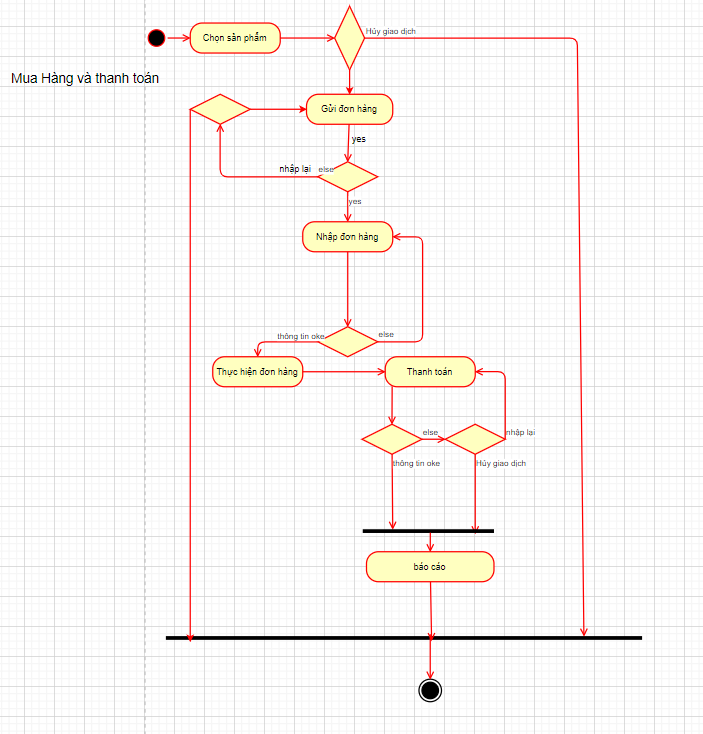 Chọn sản phẩm
Hủy giao dịch
Mua Hàng và thanh toán
Gửi đơn hàng
yes
nhập lại
else
yes
Nhập đơn hàng
thông tin oke
else
Thực hiện đơn hàng
Thanh toán
else
nhập lại
thông tin oke
Hủy giao dịch
báo cáo